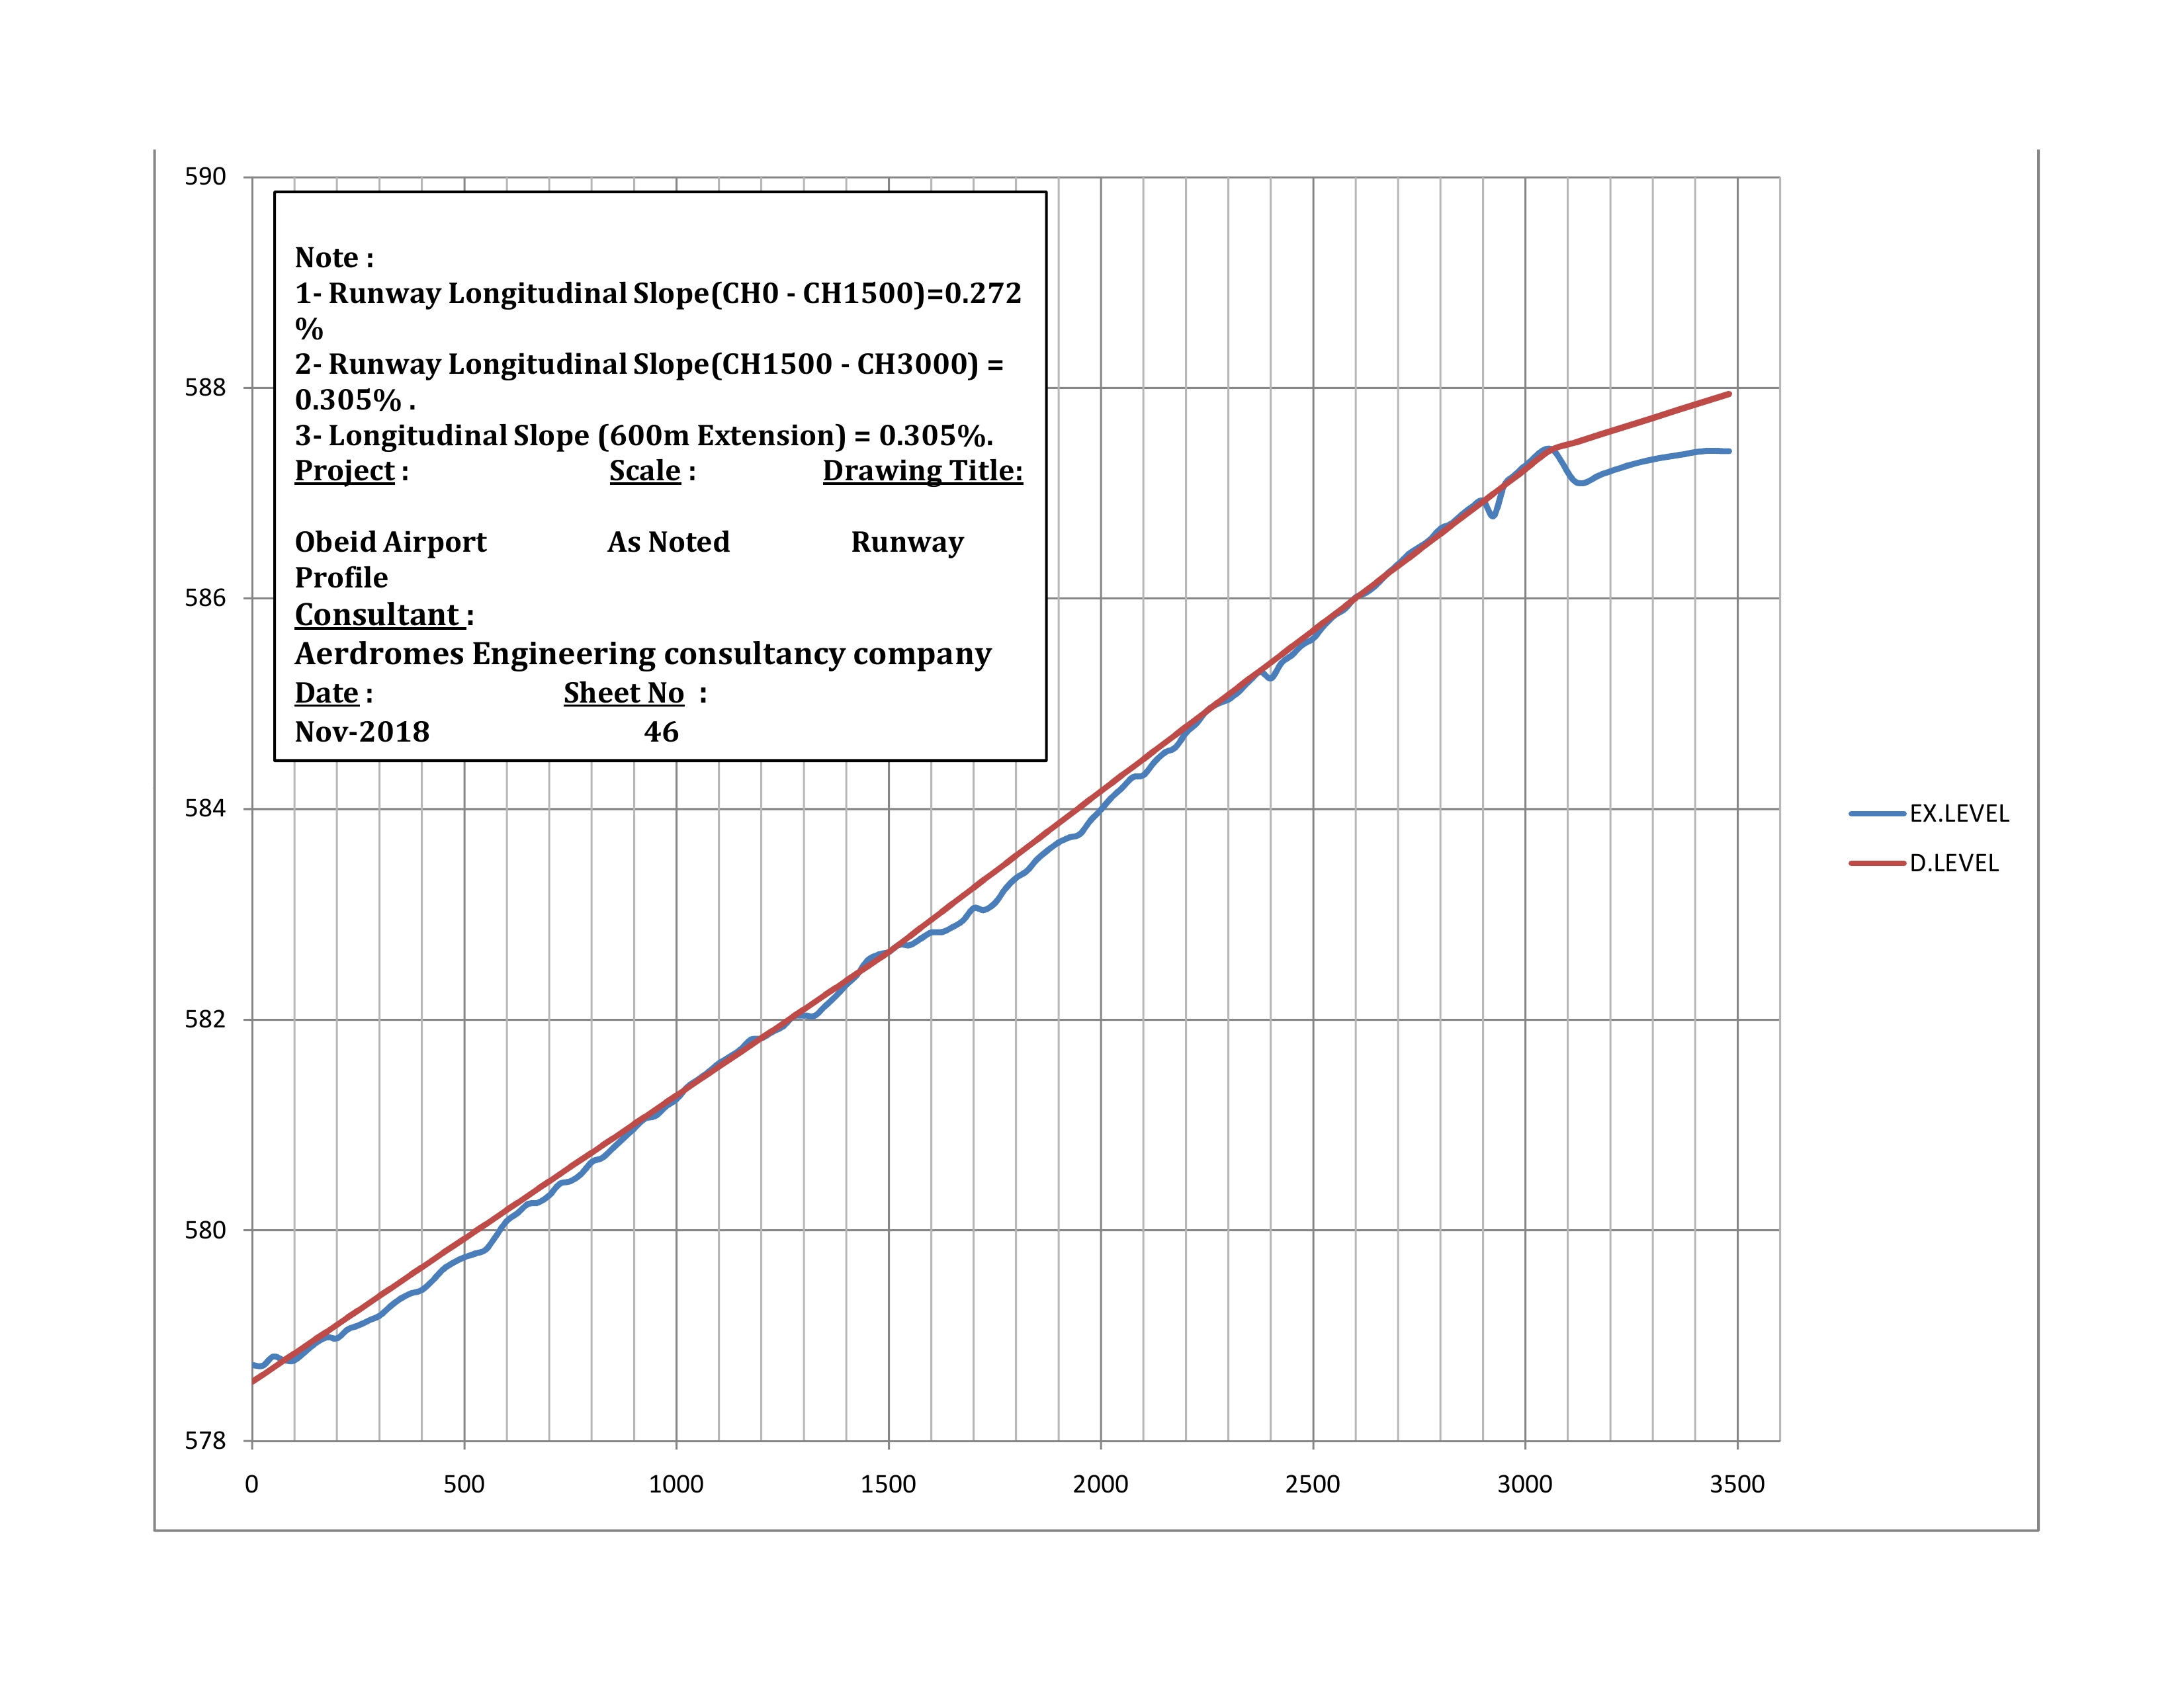 590
588
586
584
582
580
578
Note :
1- Runway Longitudinal Slope(CH0 - CH1500)=0.272
%
2- Runway Longitudinal Slope(CH1500 - CH3000) =
0.305% .
3- Longitudinal Slope (600m Extension) = 0.305%.
Project : Scale : Drawing Title:
Obeid Airport As Noted Runway
Profile
Consultant :
Aerdromes Engineering consultancy company
Date : Sheet No :
Nov-2018 46
EX.LEVEL
D.LEVEL
0 500 1000 1500 2000 2500 3000 3500